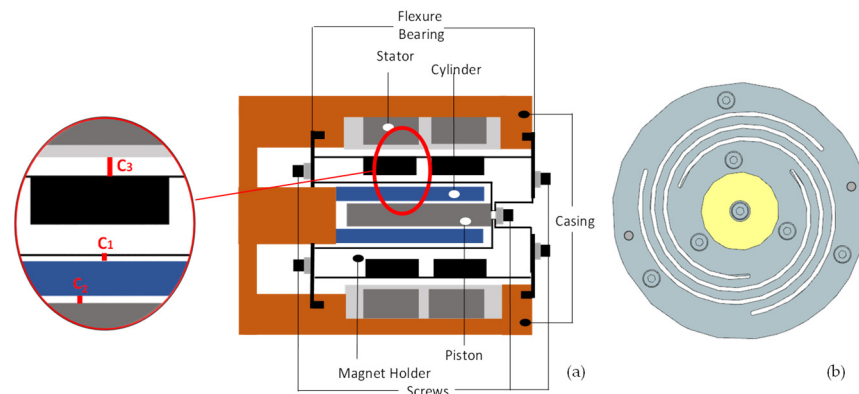 Flexure
Bearing
Stator
Cylinder
C3
C1
C2
Casing
Magnet Holder
Piston
Screws
(a)
(b)